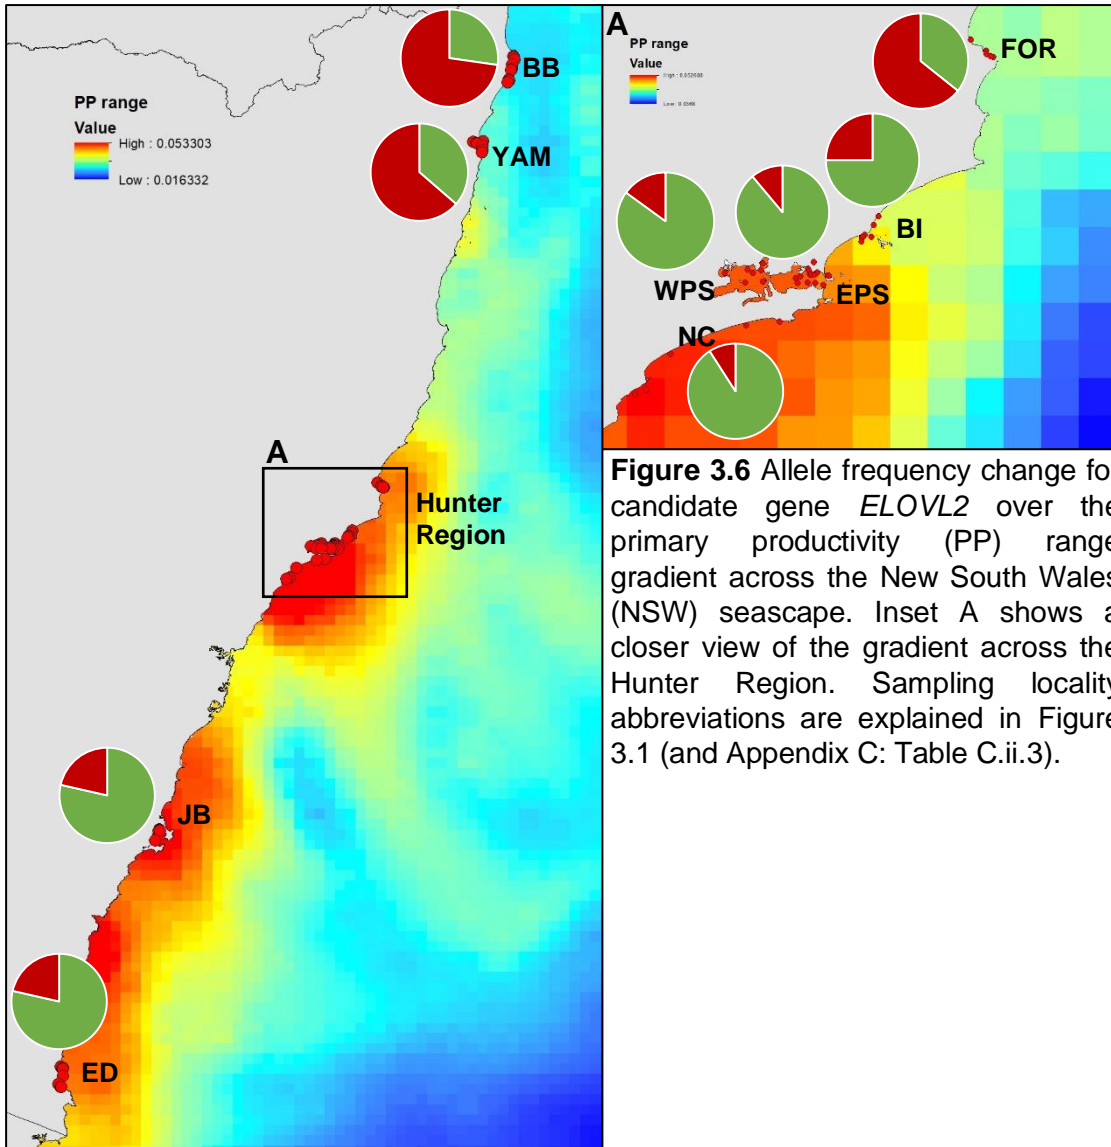 BB
PP range
Value
High : 0.053303
Low : 0.016332
YAM
A
Hunter
Region
JB
ED
A
PP range
Value
FOR
BI
WPS
EPS
NC
Figure 3.6 Allele frequency change fo
candidate gene ELOVL2 over the
primary productivity (PP) range
gradient across the New South Wales
(NSW) seascape. Inset A shows a
closer view of the gradient across the
Hunter Region. Sampling locality
abbreviations are explained in Figure
3.1 (and Appendix C: Table C.ii.3).